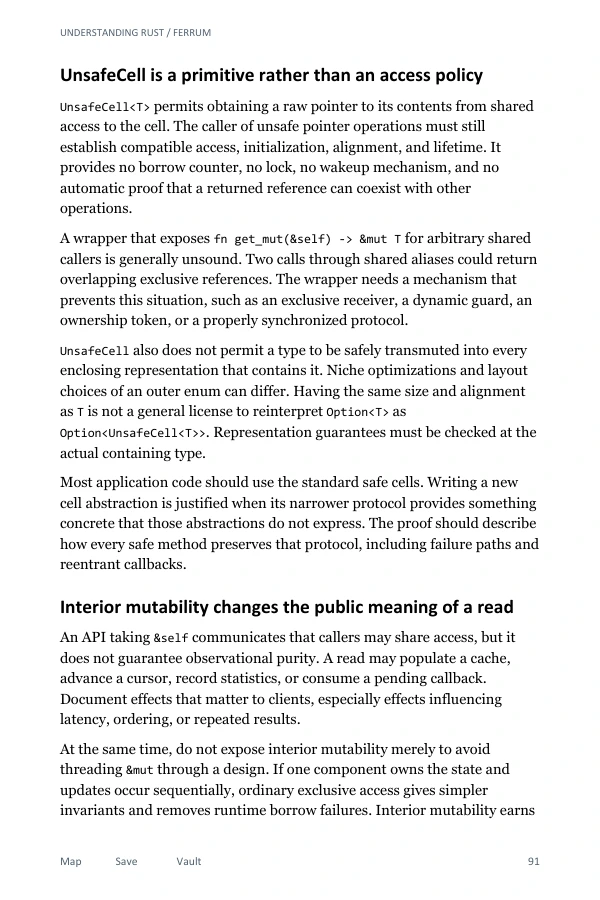 UNDERSTANDING RUST / FERRUM
UnsafeCell is a primitive rather than an access policy
UnsafeCell<T> permits obtaining a raw pointer to its contents from shared
access to the cell. The caller of unsafe pointer operations must still
establish compatible access, initialization, alignment, and lifetime. It
provides no borrow counter, no lock, no wakeup mechanism, and no
automatic proof that a returned reference can coexist with other
operations.
A wrapper that exposes fn get_mut(&self) -> &mut T for arbitrary shared
callers is generally unsound. Two calls through shared aliases could return
overlapping exclusive references. The wrapper needs a mechanism that
prevents this situation, such as an exclusive receiver, a dynamic guard, an
ownership token, or a properly synchronized protocol.
UnsafeCell also does not permit a type to be safely transmuted into every
enclosing representation that contains it. Niche optimizations and layout
choices of an outer enum can differ. Having the same size and alignment
as T is not a general license to reinterpret Option<T> as
Option<UnsafeCell<T>>. Representation guarantees must be checked at the
actual containing type.
Most application code should use the standard safe cells. Writing a new
cell abstraction is justified when its narrower protocol provides something
concrete that those abstractions do not express. The proof should describe
how every safe method preserves that protocol, including failure paths and
reentrant callbacks.
Interior mutability changes the public meaning of a read
An API taking &self communicates that callers may share access, but it
does not guarantee observational purity. A read may populate a cache,
advance a cursor, record statistics, or consume a pending callback.
Document effects that matter to clients, especially effects influencing
latency, ordering, or repeated results.
At the same time, do not expose interior mutability merely to avoid
threading &mut through a design. If one component owns the state and
updates occur sequentially, ordinary exclusive access gives simpler
invariants and removes runtime borrow failures. Interior mutability earns
Map Save Vault 91